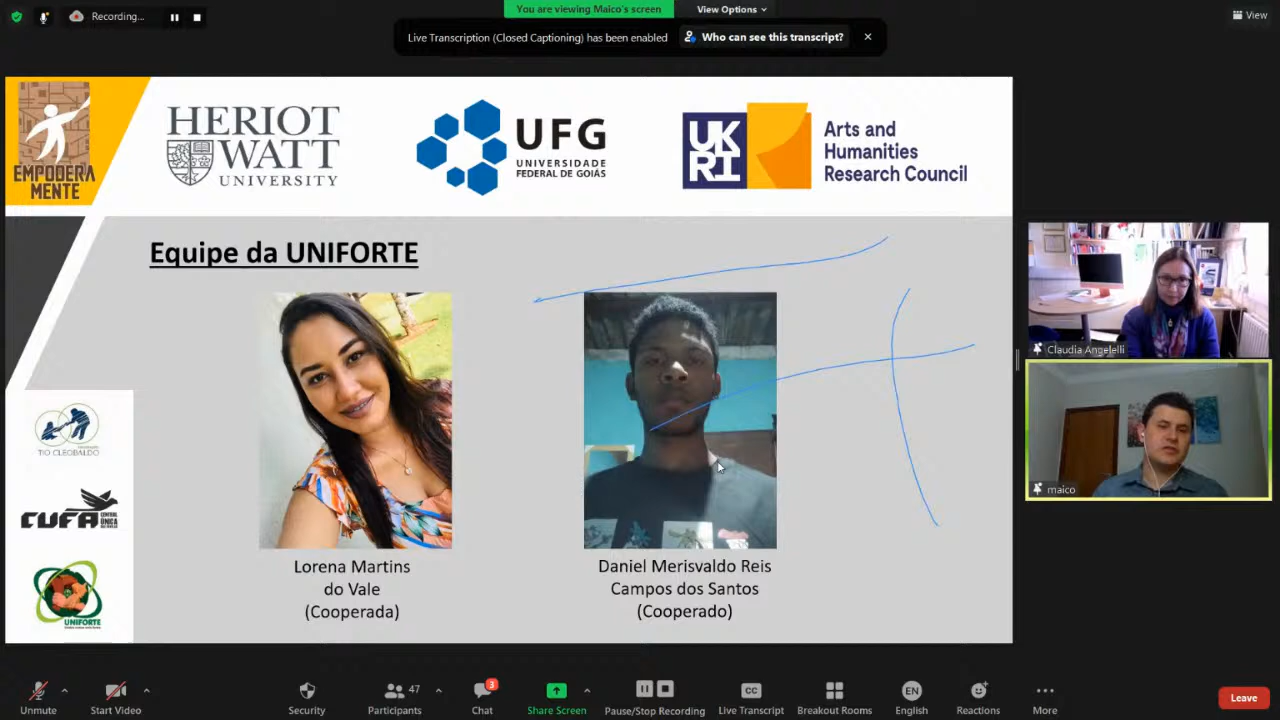 Recording...
You are viewing Maico's screen
View Options
View
Live Transcription (Closed Captioning) has been enabled
Who can see this transcript?
EMPODERA
MENTE
HERIOT
WATT
UNIVERSITY
UFG
UNIVERSIDADE
FEDERAL DE GOIÁS
UK
RI
Arts and
Humanities
Research Council
Equipe da UNIFORTE
Claudia Angelelli
maico
TIO CLEOBALDO
CUFA
CENTRAL
ÚNICA
UNIFORTE
Lorena Martins
do Vale
(Cooperada)
Daniel Merisvaldo Reis
Campos dos Santos
(Cooperado)
Unmute
Start Video
Security
47
Participants
3
Chat
Share Screen
Pause/Stop Recording
CC
Live Transcript
Breakout Rooms
EN
English
Reactions
More
Leave